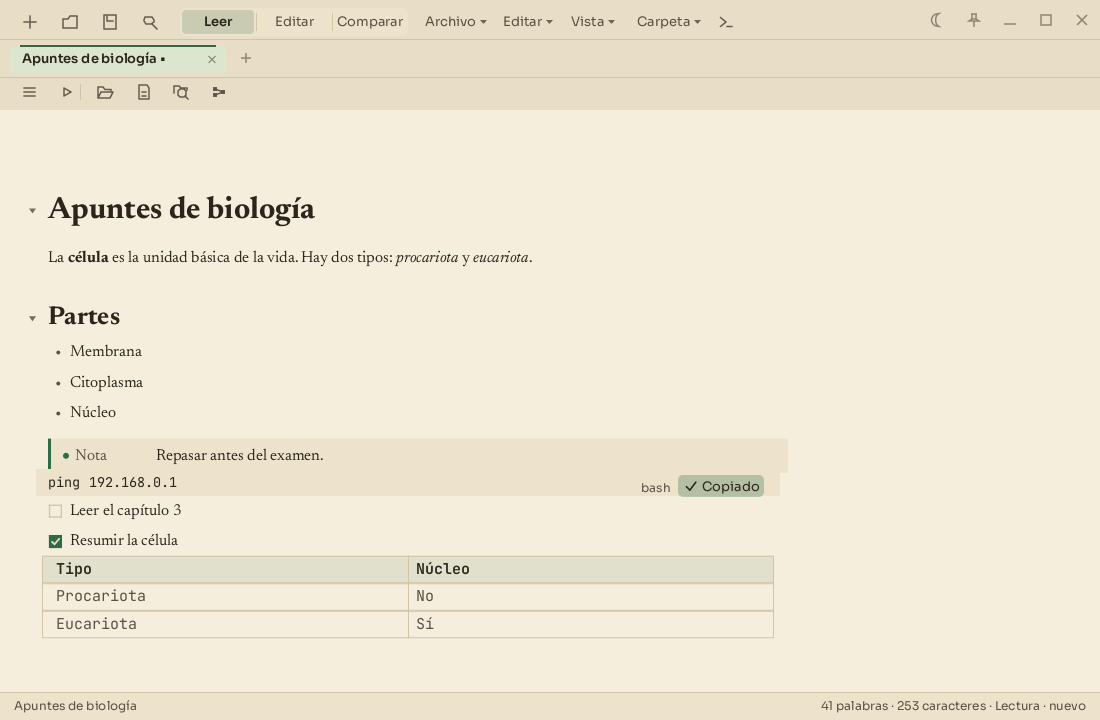 Leer Editar Comparar Archivo Editar Vista Carpeta
Apuntes de biología
Apuntes de biología
La célula es la unidad básica de la vida. Hay dos tipos: procariota y eucariota.
Partes
• Membrana
• Citoplasma
• Núcleo
Nota Repasar antes del examen.
ping 192.168.0.1 bash Copiado
Leer el capítulo 3
Resumir la célula
Tipo Núcleo
Procariota No
Eucariota Sí
Apuntes de biología 41 palabras · 253 caracteres · Lectura · nuevo